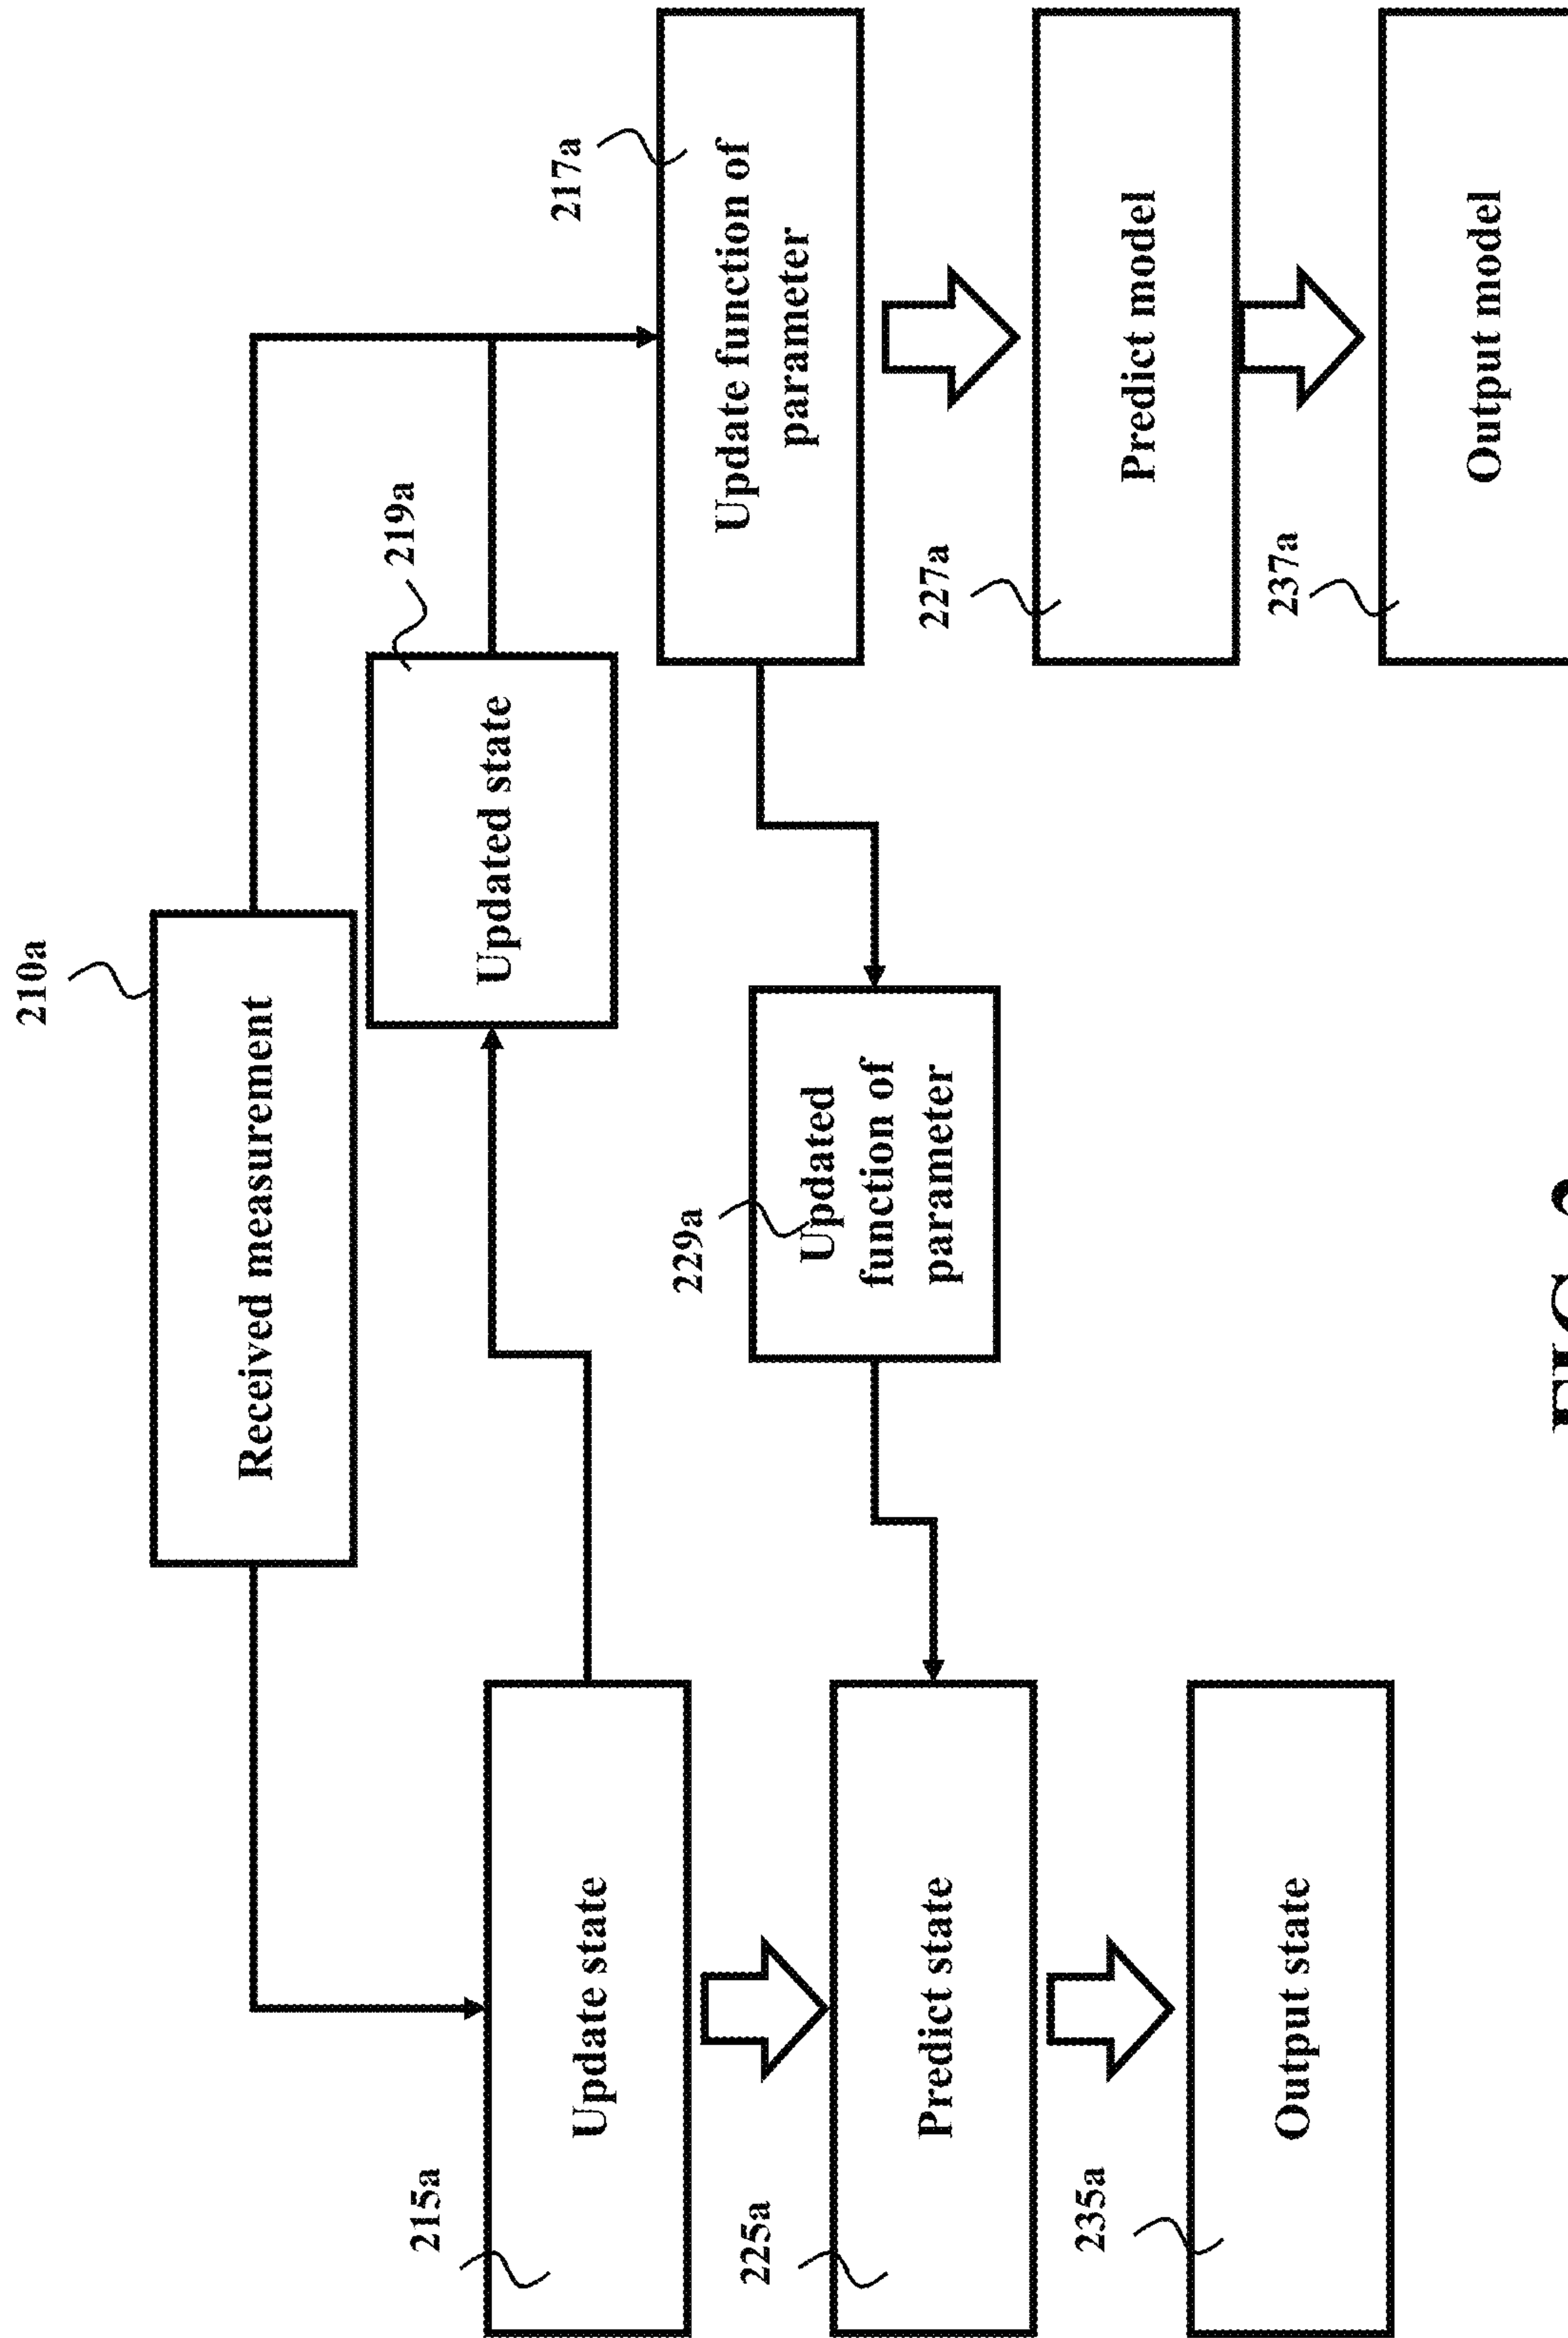 210a
Received measurement
219a
Updated state
215a
Update state
217a
Update function of
parameter
229a
Updated
function of
parameter
225a
Predict state
227a
Predict model
235a
Output state
237a
Output model